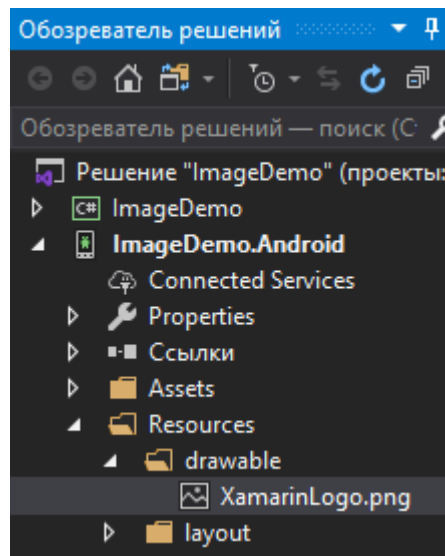 Обозреватель решений
Обозреватель решений — поиск (С
Решение "ImageDemo" (проекты:
C# ImageDemo
ImageDemo.Android
Connected Services
Properties
Ссылки
Assets
Resources
drawable
XamarinLogo.png
layout